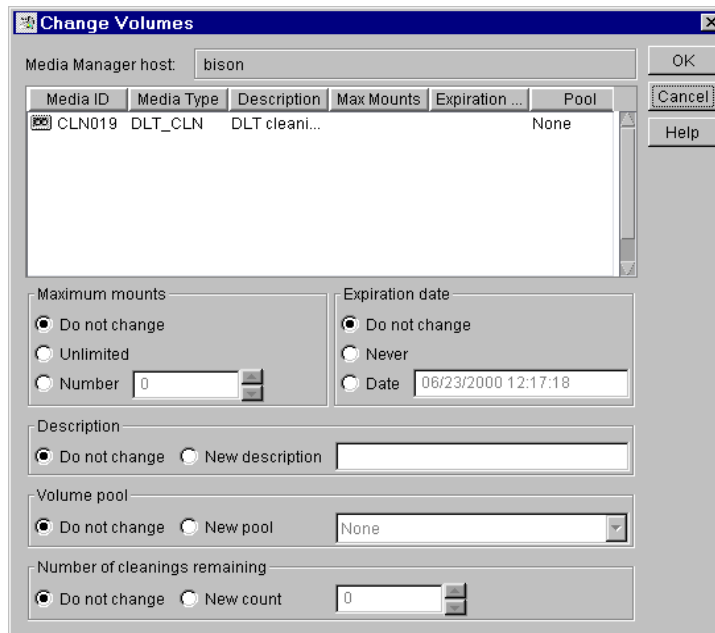 Change Volumes
Media Manager host: bison
OK
Cancel
Help
Media ID Media Type Description Max Mounts Expiration ... Pool
CLN019 DLT_CLN DLT cleani... None
Maximum mounts
Do not change
Unlimited
Number 0
Expiration date
Do not change
Never
Date 06/23/2000 12:17:18
Description
Do not change New description
Volume pool
Do not change New pool None
Number of cleanings remaining
Do not change New count 0